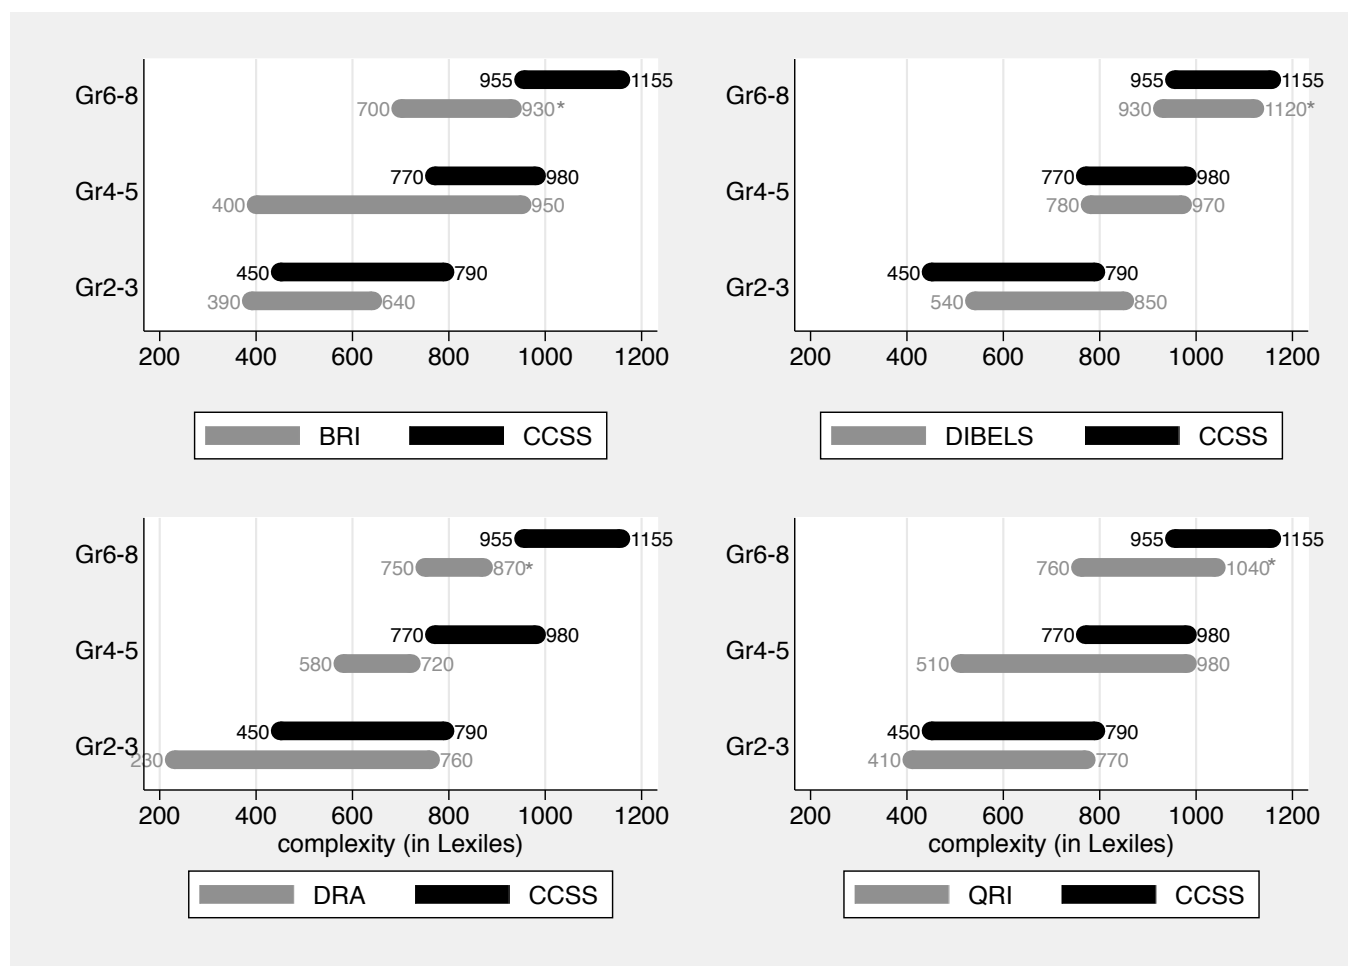 Gr6-8
955 1155
700 930*
Gr4-5
770 980
400 950
Gr2-3
450 790
390 640
200 400 600 800 1000 1200
BRI CCSS
Gr6-8
955 1155
930 1120*
Gr4-5
770 980
780 970
Gr2-3
450 790
540 850
200 400 600 800 1000 1200
DIBELS CCSS
Gr6-8
955 1155
750 870*
Gr4-5
770 980
580 720
Gr2-3
450 790
230 760
200 400 600 800 1000 1200
complexity (in Lexiles)
DRA CCSS
Gr6-8
955 1155
760 1040*
Gr4-5
770 980
510 980
Gr2-3
450 790
410 770
200 400 600 800 1000 1200
complexity (in Lexiles)
QRI CCSS